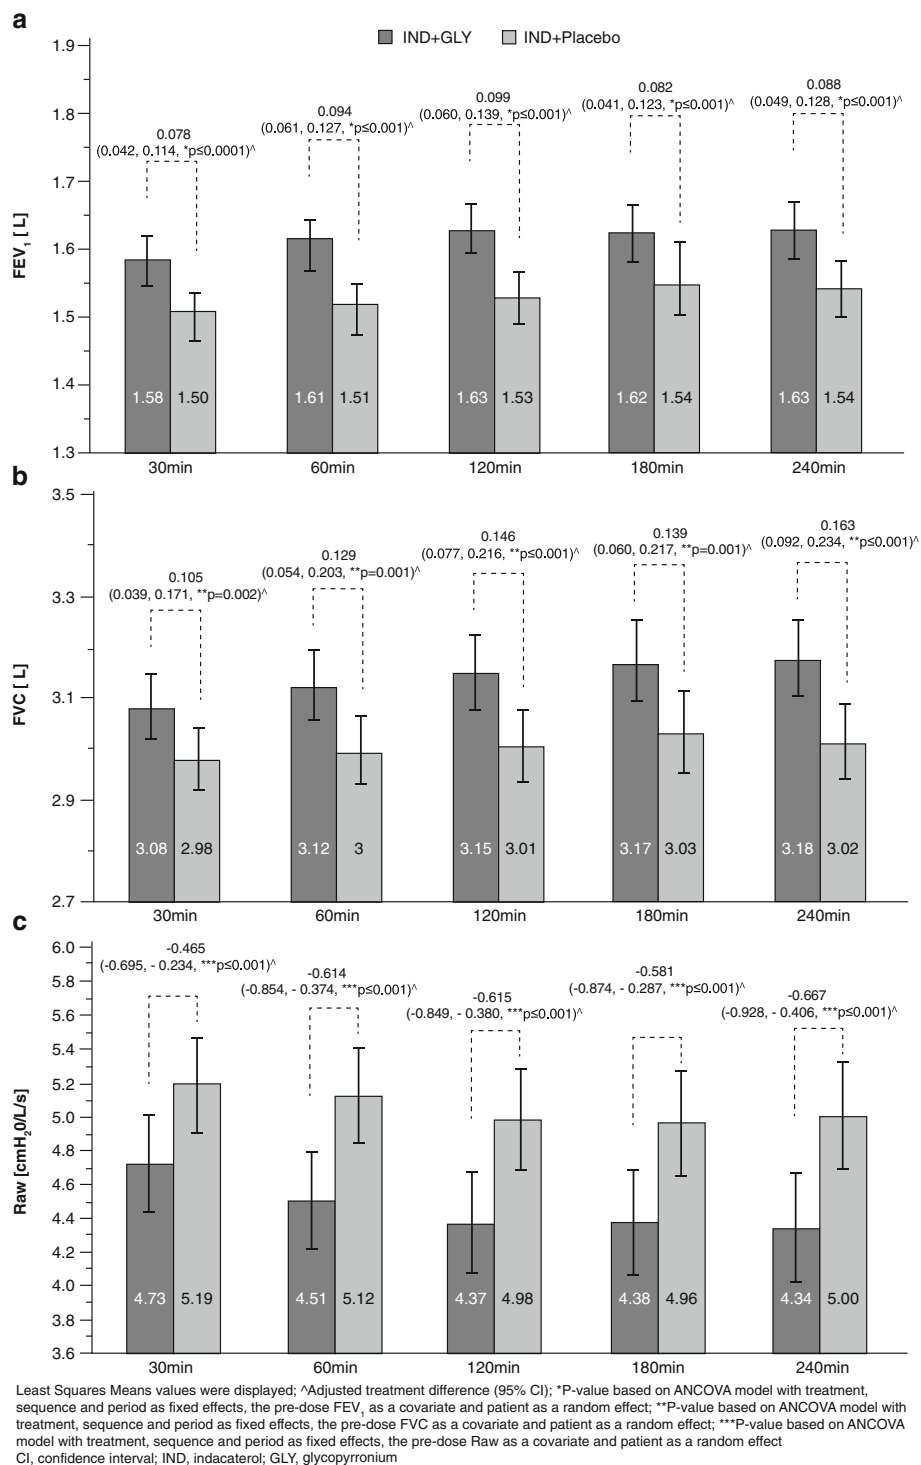 a
IND+GLY IND+Placebo
1.9
1.8
1.7
1.6
1.5
1.4
1.3
FEV1 [ L]
0.078
(0.042, 0.114, *p≤0.0001)^
0.094
(0.061, 0.127, *p≤0.001)^
0.099
(0.060, 0.139, *p≤0.001)^
0.082
(0.041, 0.123, *p≤0.001)^
0.088
(0.049, 0.128, *p≤0.001)^
1.58 1.50 1.61 1.51 1.63 1.53 1.62 1.54 1.63 1.54
30min 60min 120min 180min 240min
b
3.5
3.3
3.1
2.9
2.7
FVC [ L]
0.105
(0.039, 0.171, **p=0.002)^
0.129
(0.054, 0.203, **p=0.001)^
0.146
(0.077, 0.216, **p≤0.001)^
0.139
(0.060, 0.217, **p=0.001)^
0.163
(0.092, 0.234, **p≤0.001)^
3.08 2.98 3.12 3 3.15 3.01 3.17 3.03 3.18 3.02
30min 60min 120min 180min 240min
c
6.0
5.8
5.6
5.4
5.2
5.0
4.8
4.6
4.4
4.2
4.0
3.8
3.6
Raw [cmH20/L/s]
-0.465
(-0.695, - 0.234, ***p≤0.001)^
-0.614
(-0.854, - 0.374, ***p≤0.001)^
-0.615
(-0.849, - 0.380, ***p≤0.001)^
-0.581
(-0.874, - 0.287, ***p≤0.001)^
-0.667
(-0.928, - 0.406, ***p≤0.001)^
4.73 5.19 4.51 5.12 4.37 4.98 4.38 4.96 4.34 5.00
30min 60min 120min 180min 240min
Least Squares Means values were displayed; ^Adjusted treatment difference (95% CI); *P-value based on ANCOVA model with treatment,
sequence and period as fixed effects, the pre-dose FEV1 as a covariate and patient as a random effect; **P-value based on ANCOVA model with
treatment, sequence and period as fixed effects, the pre-dose FVC as a covariate and patient as a random effect; ***P-value based on ANCOVA
model with treatment, sequence and period as fixed effects, the pre-dose Raw as a covariate and patient as a random effect
CI, confidence interval; IND, indacaterol; GLY, glycopyrronium